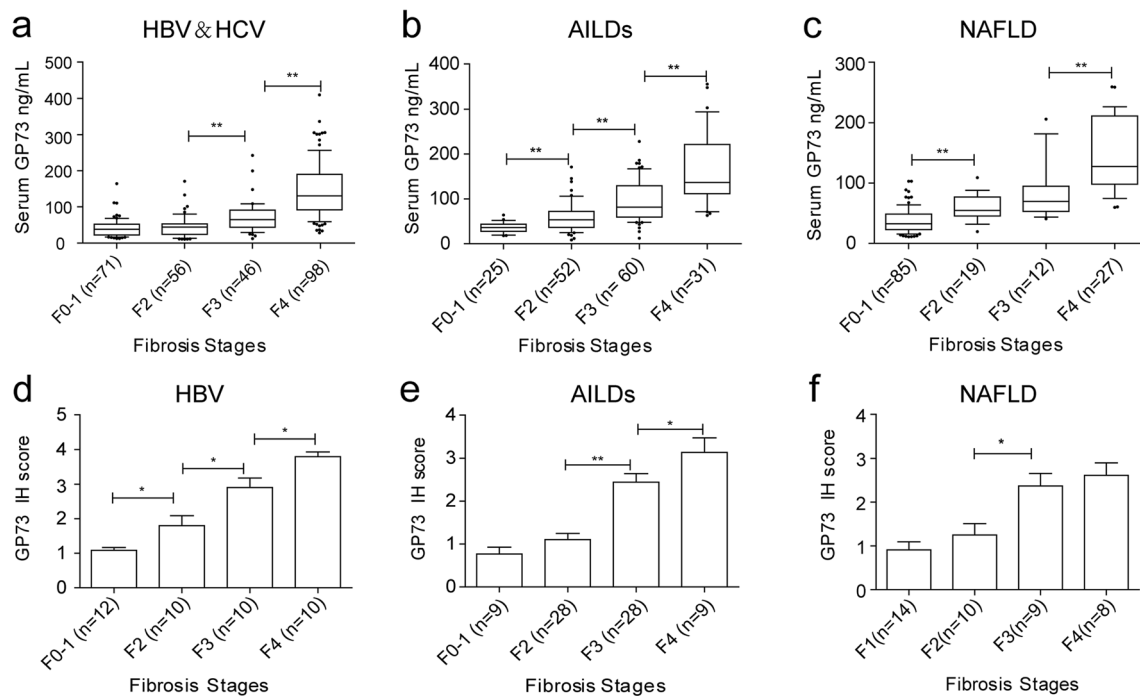 a
HBV&HCV
Serum GP73 ng/mL
500
400
300
200
100
0
**
**
F0-1 (n=71)
F2 (n=56)
F3 (n=46)
F4 (n=98)
Fibrosis Stages
b
AILDs
Serum GP73 ng/mL
400
300
200
100
0
**
**
**
F0-1 (n=25)
F2 (n=52)
F3 (n= 60)
F4 (n=31)
Fibrosis Stages
c
NAFLD
Serum GP73 ng/mL
300
200
100
0
**
**
F0-1 (n=85)
F2 (n=19)
F3 (n=12)
F4 (n=27)
Fibrosis Stages
d
HBV
GP73 IH score
5
4
3
2
1
0
*
*
*
F0-1 (n=12)
F2 (n=10)
F3 (n=10)
F4 (n=10)
Fibrosis Stages
e
AILDs
GP73 IH score
4
3
2
1
0
**
*
F0-1 (n=9)
F2 (n=28)
F3 (n=28)
F4 (n=9)
Fibrosis Stages
f
NAFLD
GP73 IH score
4
3
2
1
0
*
F1(n=14)
F2(n=10)
F3(n=9)
F4(n=8)
Fibrosis Stages